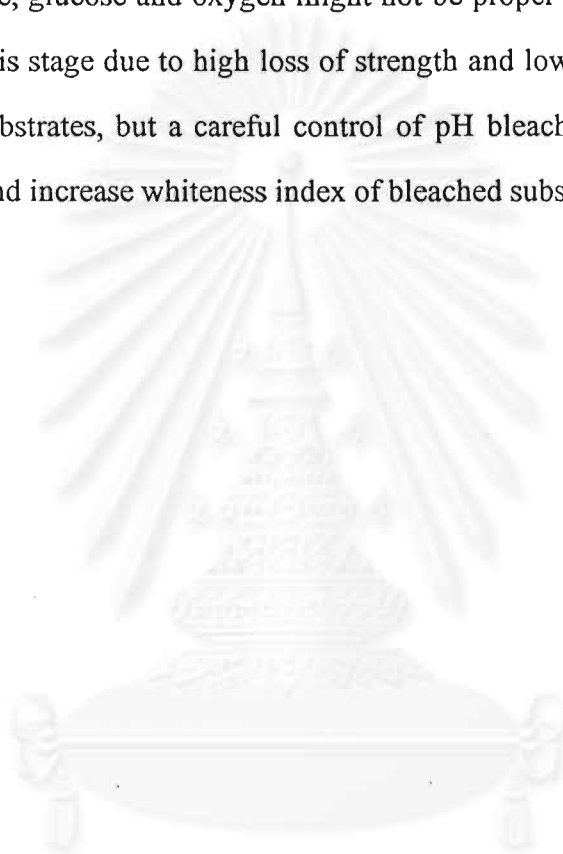 glucose and oxygen might not be proper
is stage due to high loss of strength and low
bstrates, but a careful control of pH bleach
nd increase whiteness index of bleached subs